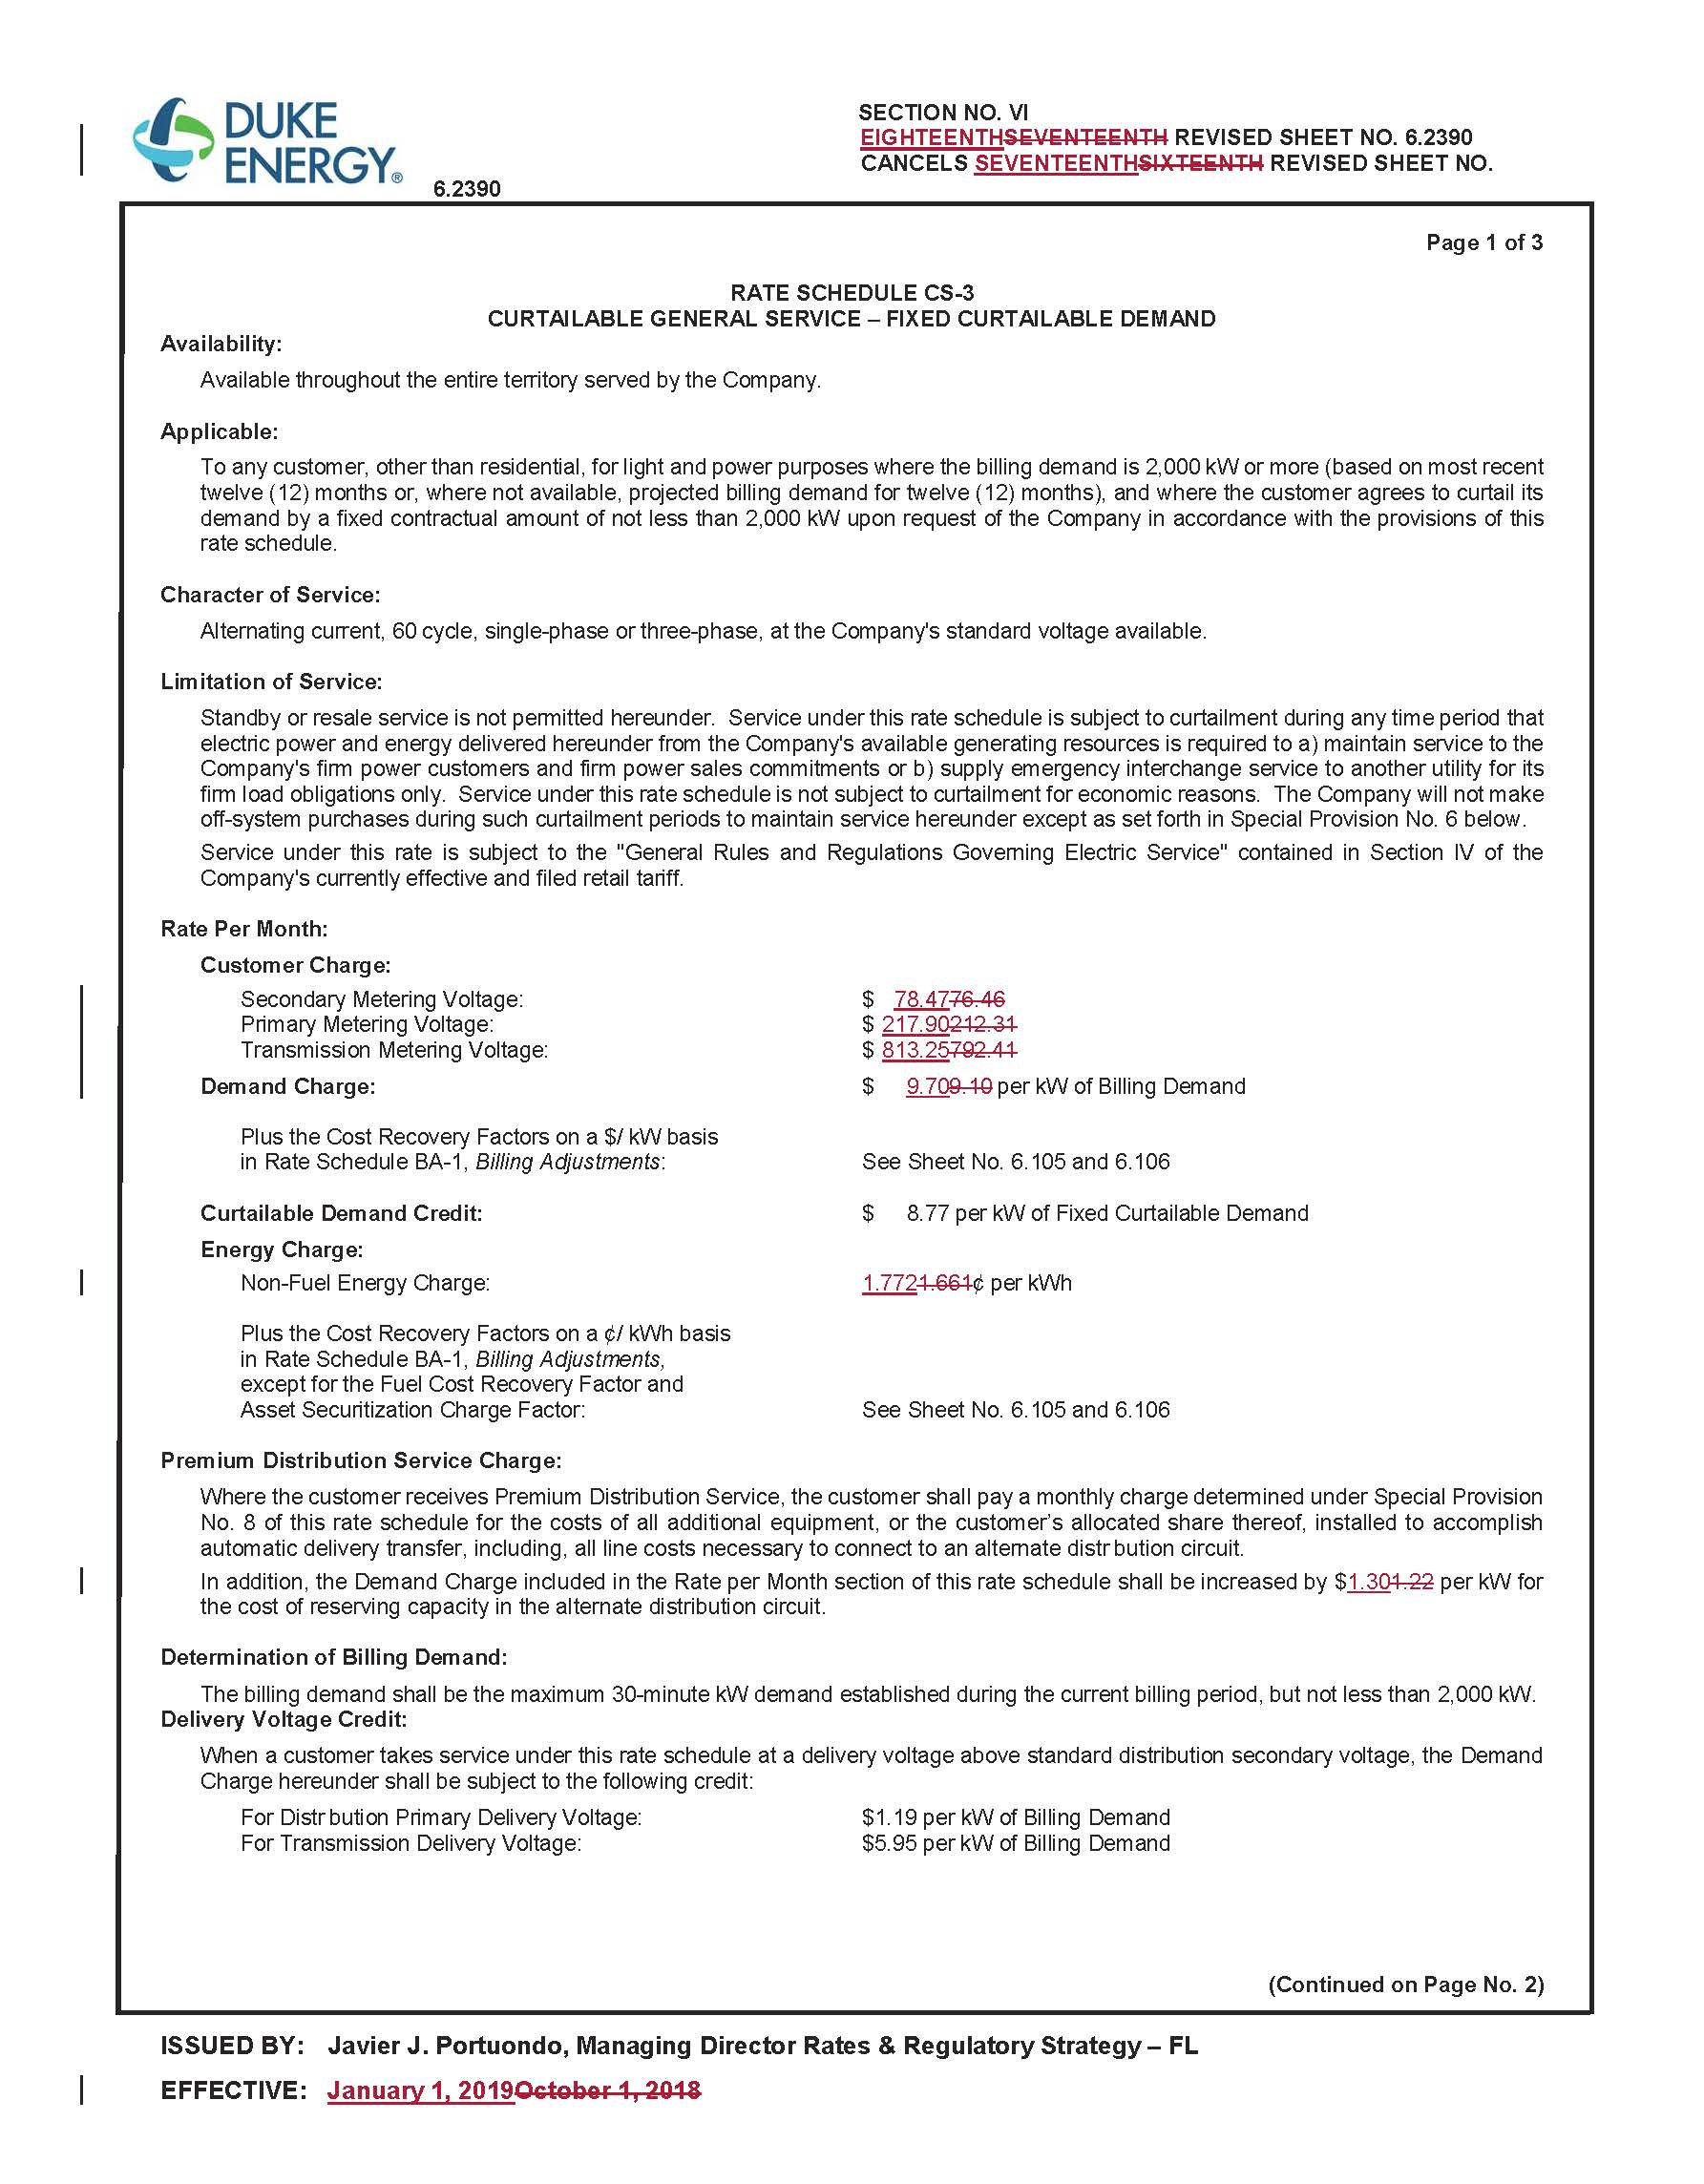 DUKE
ENERGY®
SECTION NO. VI
EIGHTEENTHSEVENTEENTH REVISED SHEET NO. 6.2390
CANCELS SEVENTEENTHSIXTEENTH REVISED SHEET NO.
6.2390
Page 1 of 3
RATE SCHEDULE CS-3
CURTAILABLE GENERAL SERVICE – FIXED CURTAILABLE DEMAND
Availability:
Available throughout the entire territory served by the Company.
Applicable:
To any customer, other than residential, for light and power purposes where the billing demand is 2,000 kW or more (based on most recent
twelve (12) months or, where not available, projected billing demand for twelve (12) months), and where the customer agrees to curtail its
demand by a fixed contractual amount of not less than 2,000 kW upon request of the Company in accordance with the provisions of this
rate schedule.
Character of Service:
Alternating current, 60 cycle, single-phase or three-phase, at the Company's standard voltage available.
Limitation of Service:
Standby or resale service is not permitted hereunder. Service under this rate schedule is subject to curtailment during any time period that
electric power and energy delivered hereunder from the Company's available generating resources is required to a) maintain service to the
Company's firm power customers and firm power sales commitments or b) supply emergency interchange service to another utility for its
firm load obligations only. Service under this rate schedule is not subject to curtailment for economic reasons. The Company will not make
off-system purchases during such curtailment periods to maintain service hereunder except as set forth in Special Provision No. 6 below.
Service under this rate is subject to the "General Rules and Regulations Governing Electric Service" contained in Section IV of the
Company's currently effective and filed retail tariff.
Rate Per Month:
Customer Charge:
Secondary Metering Voltage: $ 78.4776.46
Primary Metering Voltage: $ 217.90212.31
Transmission Metering Voltage: $ 813.25792.41
Demand Charge: $ 9.709.10 per kW of Billing Demand
Plus the Cost Recovery Factors on a $/ kW basis
in Rate Schedule BA-1, Billing Adjustments: See Sheet No. 6.105 and 6.106
Curtailable Demand Credit: $ 8.77 per kW of Fixed Curtailable Demand
Energy Charge:
Non-Fuel Energy Charge: 1.7721.661¢ per kWh
Plus the Cost Recovery Factors on a ¢/ kWh basis
in Rate Schedule BA-1, Billing Adjustments,
except for the Fuel Cost Recovery Factor and
Asset Securitization Charge Factor: See Sheet No. 6.105 and 6.106
Premium Distribution Service Charge:
Where the customer receives Premium Distribution Service, the customer shall pay a monthly charge determined under Special Provision
No. 8 of this rate schedule for the costs of all additional equipment, or the customer's allocated share thereof, installed to accomplish
automatic delivery transfer, including, all line costs necessary to connect to an alternate distr bution circuit.
In addition, the Demand Charge included in the Rate per Month section of this rate schedule shall be increased by $1.301.22 per kW for
the cost of reserving capacity in the alternate distribution circuit.
Determination of Billing Demand:
The billing demand shall be the maximum 30-minute kW demand established during the current billing period, but not less than 2,000 kW.
Delivery Voltage Credit:
When a customer takes service under this rate schedule at a delivery voltage above standard distribution secondary voltage, the Demand
Charge hereunder shall be subject to the following credit:
For Distr bution Primary Delivery Voltage: $1.19 per kW of Billing Demand
For Transmission Delivery Voltage: $5.95 per kW of Billing Demand
(Continued on Page No. 2)
ISSUED BY: Javier J. Portuondo, Managing Director Rates & Regulatory Strategy – FL
EFFECTIVE: January 1, 2019October 1, 2018